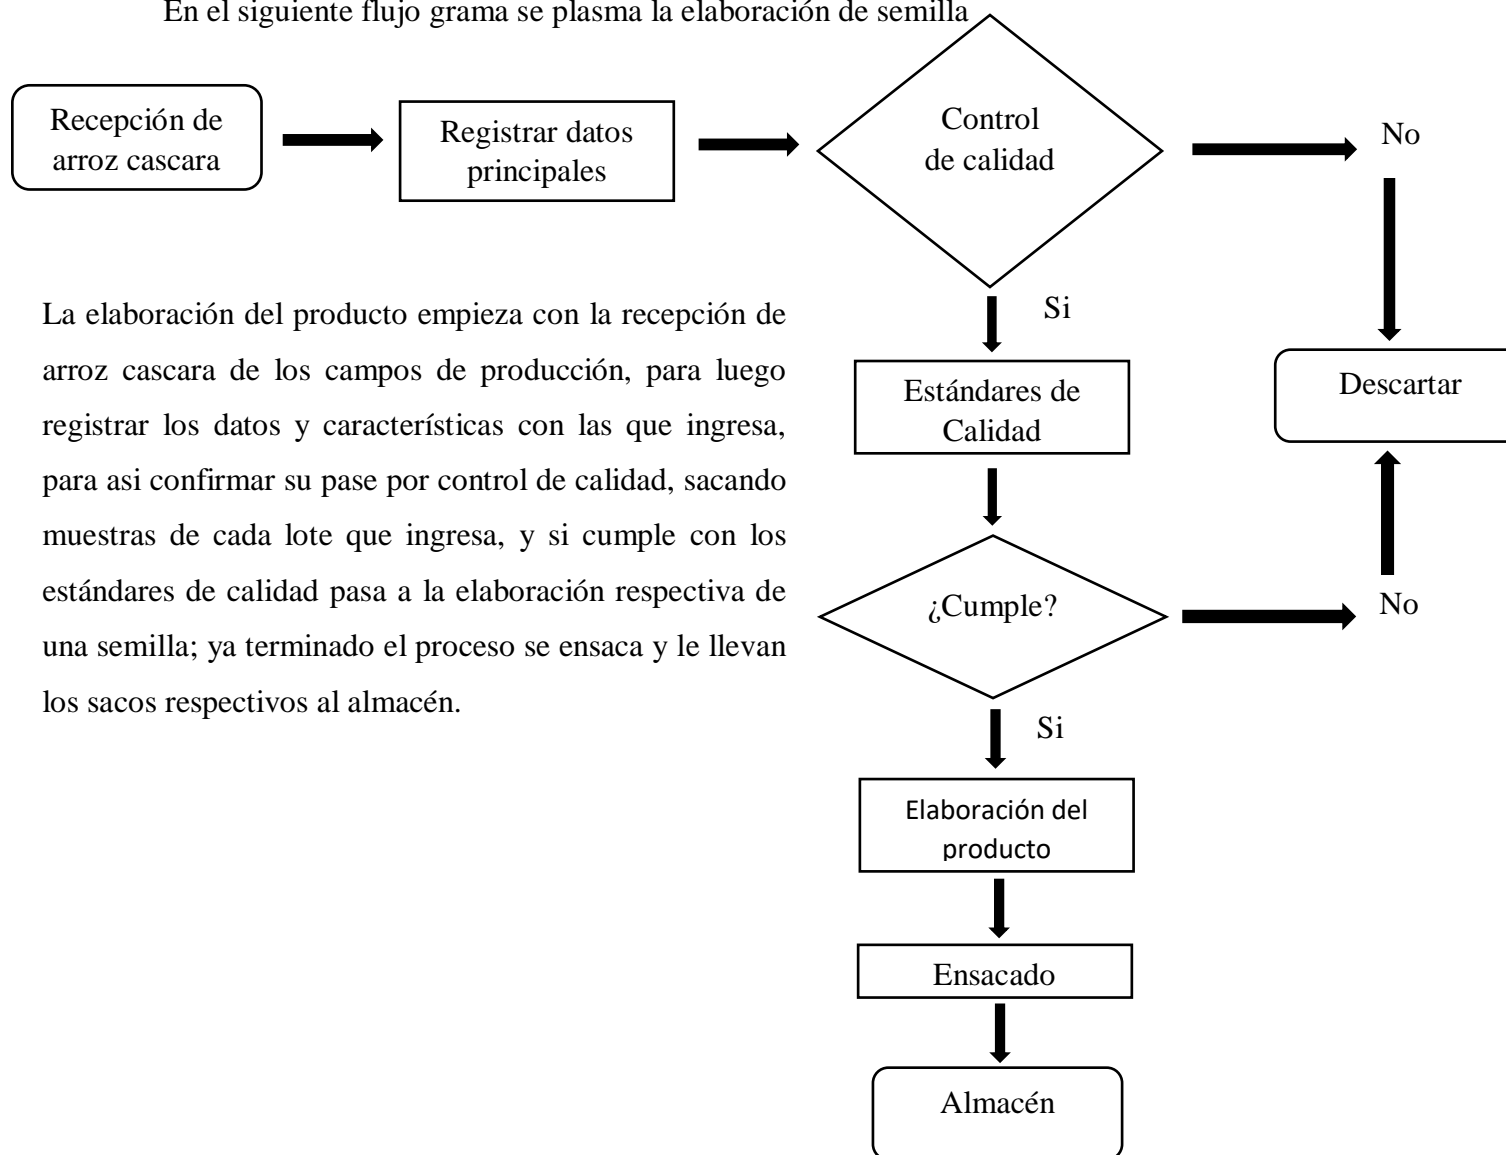 En el siguiente flujo grama se plasma la elaboración de semilla
Recepción de
arroz cascara
Registrar datos
principales
Control
de calidad
No
Si
Descartar
Estándares de
Calidad
¿Cumple?
No
Si
Elaboración del
producto
Ensacado
Almacén
La elaboración del producto empieza con la recepción de
arroz cascara de los campos de producción, para luego
registrar los datos y características con las que ingresa,
para asi confirmar su pase por control de calidad, sacando
muestras de cada lote que ingresa, y si cumple con los
estándares de calidad pasa a la elaboración respectiva de
una semilla; ya terminado el proceso se ensaca y le llevan
los sacos respectivos al almacén.